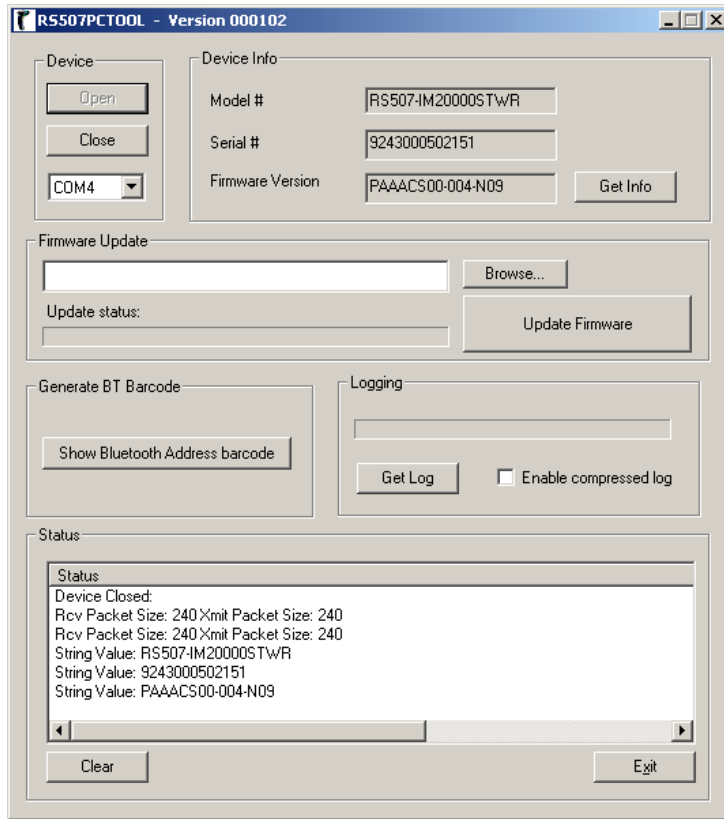 RS507PCTOOL - Version 000102
Device
Open
Close
COM4
Device Info
Model #
RS507-IM20000STWR
Serial #
9243000502151
Firmware Version
PAAACS00-004-N09
Get Info
Firmware Update
Browse...
Update status:
Update Firmware
Generate BT Barcode
Show Bluetooth Address barcode
Logging
Get Log
Enable compressed log
Status
Status
Device Closed:
Rcv Packet Size: 240 Xmit Packet Size: 240
Rcv Packet Size: 240 Xmit Packet Size: 240
String Value: RS507-IM20000STWR
String Value: 9243000502151
String Value: PAAACS00-004-N09
Clear
Exit